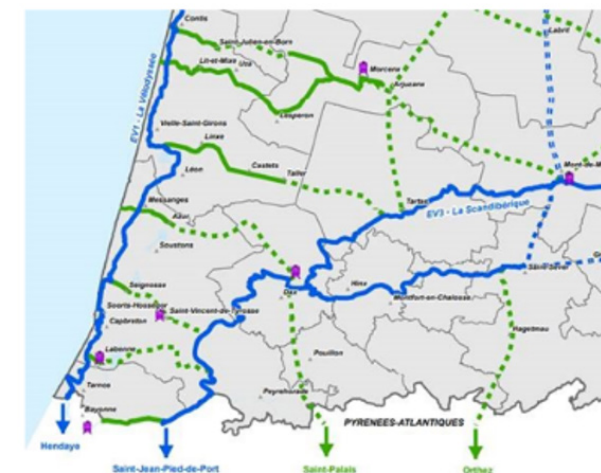 Contis
Labrit
Saint-Julien-en-Born
Lit-et-Mixe
Uza
Morcenx
Arjuzanx
EV1 - La Vélodyssée
Lesperon
Vielle-Saint-Girons
Linxe
Castets
Taller
Léon
Mont-de-M
Messanges
Azur
Tartas
EV3 - La Scandibérique
Soustons
Saint-Sever
Dax
Hinx
Montfort-en-Chalosse
Seignosse
Soorts-Hossegor
Saint-Vincent-de-Tyrosse
Capbreton
Hagetmau
Labenne
Pouillon
Tarnos
Peyrehorade
Bayonne
PYRENEES-ATLANTIQUES
Hendaye
Saint-Jean-Pied-de-Port
Saint-Palais
Orthez